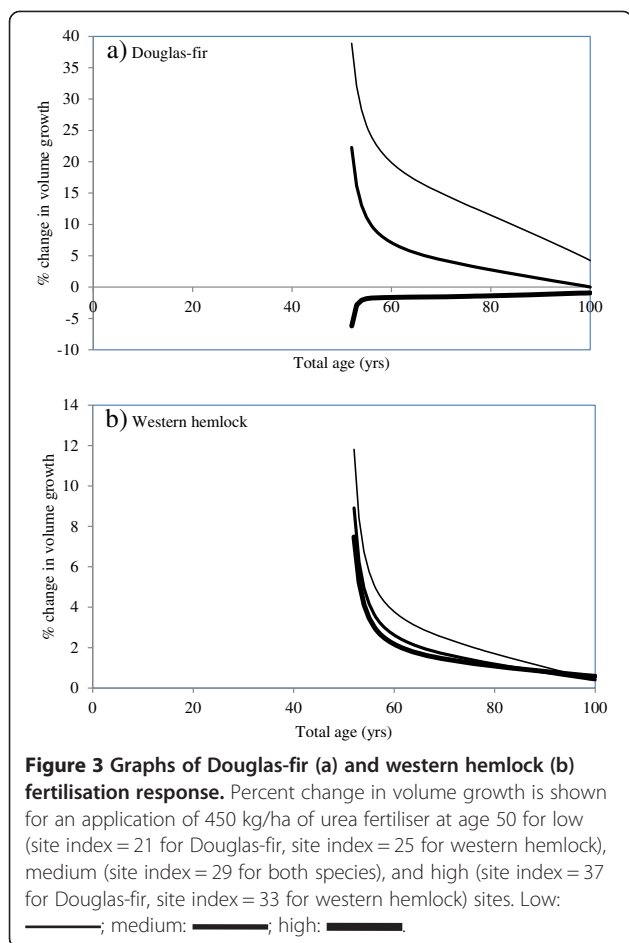 40
a) Douglas-fir
35
30
25
20
15
10
5
0
-5
-10
% change in volume growth
0 20 40 60 80 100
Total age (yrs)
14
b) Western hemlock
12
10
8
6
4
2
0
% change in volume growth
0 20 40 60 80 100
Total age (yrs)
Figure 3 Graphs of Douglas-fir (a) and western hemlock (b)
fertilisation response. Percent change in volume growth is shown
for an application of 450 kg/ha of urea fertiliser at age 50 for low
(site index = 21 for Douglas-fir, site index = 25 for western hemlock),
medium (site index = 29 for both species), and high (site index = 37
for Douglas-fir, site index = 33 for western hemlock) sites. Low:
; medium: ; high: .